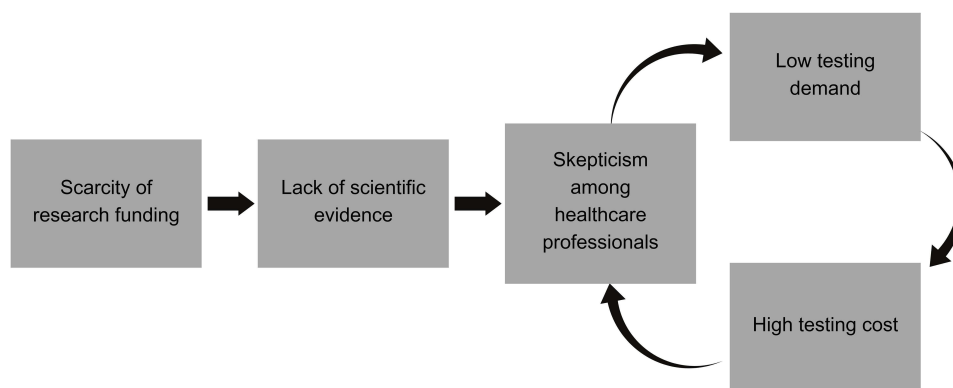 Scarcity of
research funding
Lack of scientific
evidence
Skepticism
among
healthcare
professionals
Low testing
demand
High testing cost